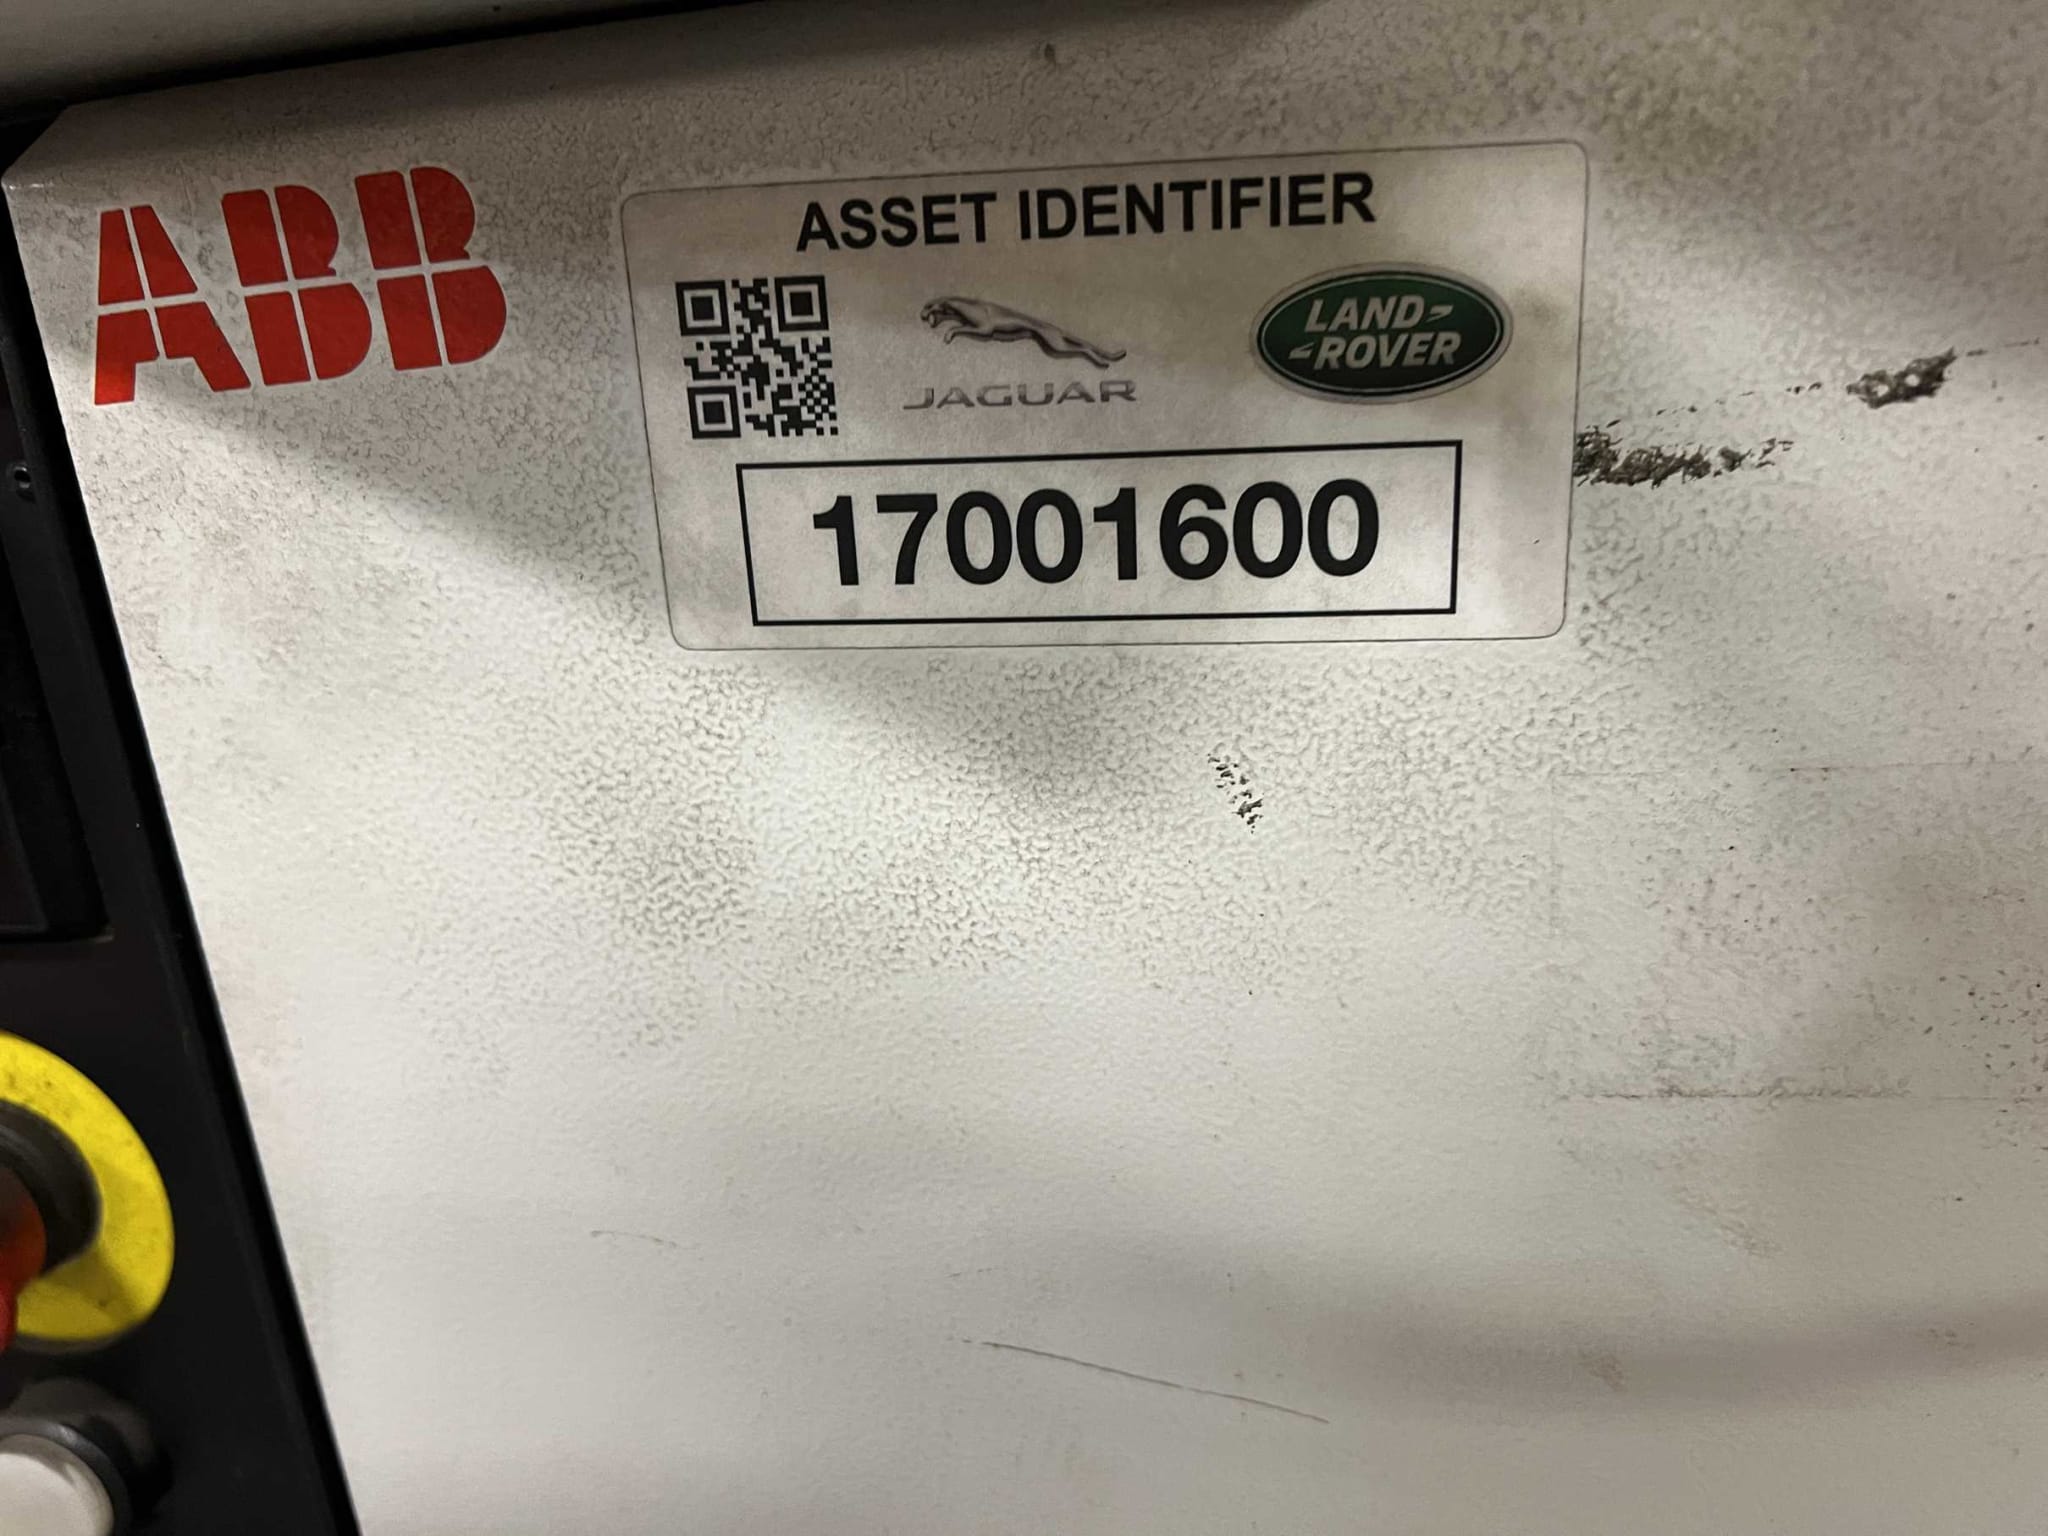 ABB
ASSET IDENTIFIER
JAGUAR
LAND-
-ROVER
17001600